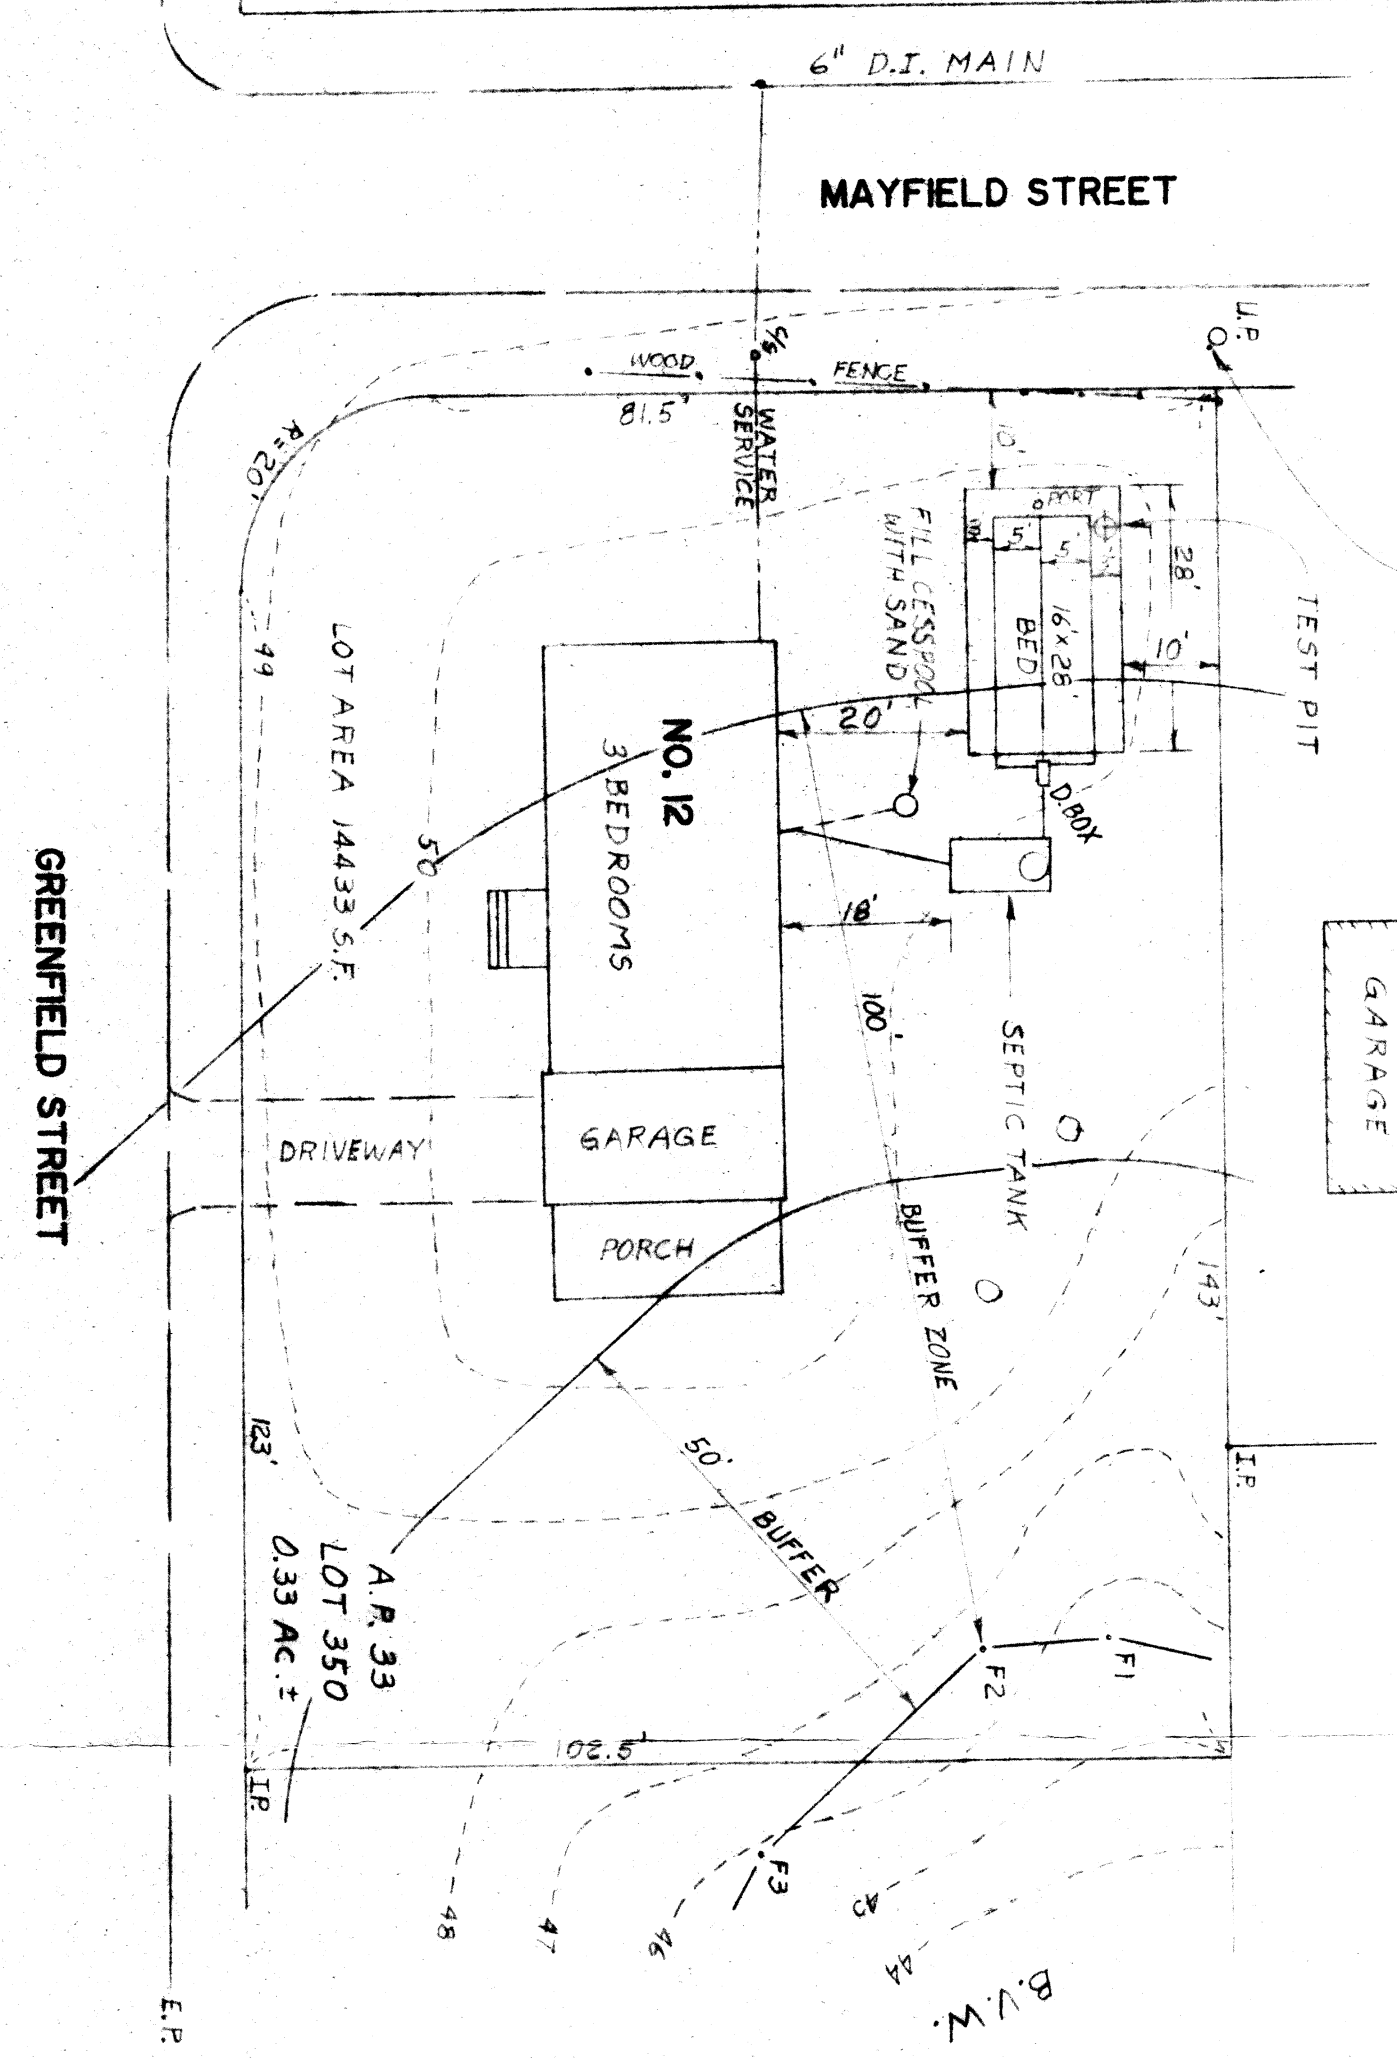 6" D.I. MAIN
MAYFIELD STREET
U.P.
C/S
WOOD
FENCE
81.5'
WATER
SERVICE
R=20'
10'
PORT
5'
5'
28'
FILL CESSPOOL
WITH SAND
16'x28'
BED
10'
TEST PIT
49
LOT AREA 14433 S.F.
NO. 12
3 BEDROOMS
20'
D.BOX
50
18'
100'
BUFFER ZONE
SEPTIC TANK
GARAGE
GREENFIELD STREET
DRIVEWAY
GARAGE
PORCH
143'
123'
50'
BUFFER
I.P.
A.P. 33
LOT 350
0.33 AC.±
F1
F2
F3
102.5'
I.P.
48
47
46
45
44
B.V.W.
E.P.